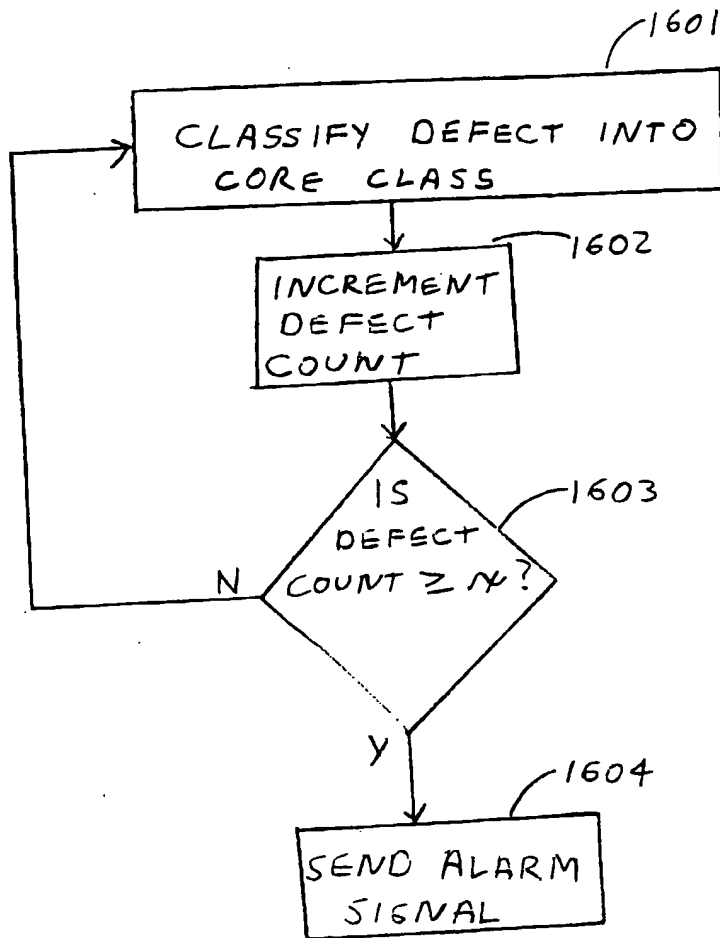 1601
CLASSIFY DEFECT INTO
CORE CLASS
1602
INCREMENT
DEFECT
COUNT
1603
IS
DEFECT
COUNT ≥ ?
N
Y
1604
SEND ALARM
SIGNAL